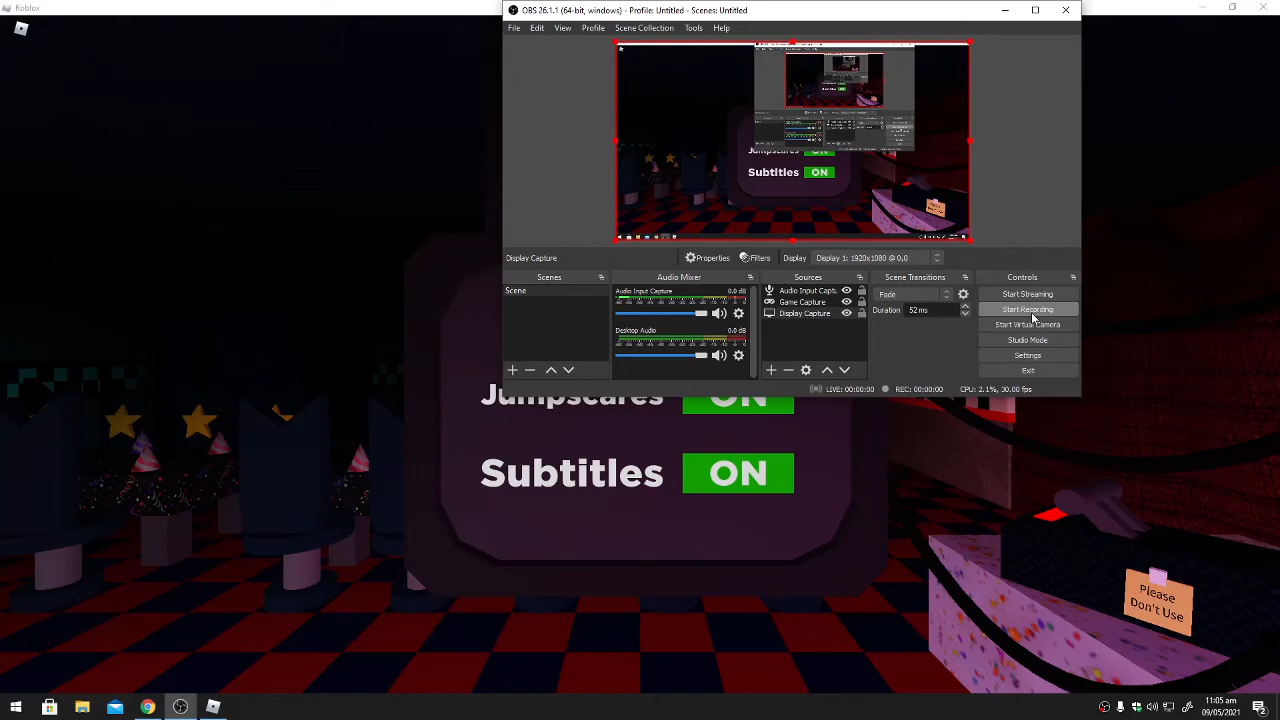 Roblox
OBS 26.1.1 (64-bit, windows) - Profile: Untitled - Scenes: Untitled
File Edit View Profile Scene Collection Tools Help
Jumpscares
Subtitles ON
Display Capture Properties Filters Display Display 1: 1920x1080 @ 0,0
Scenes Audio Mixer Sources Scene Transitions Controls
Scene
Audio Input Capture 0.0 dB
Desktop Audio 0.0 dB
Audio Input Capt.
Game Capture
Display Capture
Fade
Duration 52 ms
Start Streaming
Start Recording
Start Virtual Camera
Studio Mode
Settings
Exit
LIVE: 00:00:00 REC: 00:00:00 CPU: 2.1%, 30.00 fps
Jumpscares ON
Subtitles ON
Please
Don't Use
11:05 am
09/05/2021
2